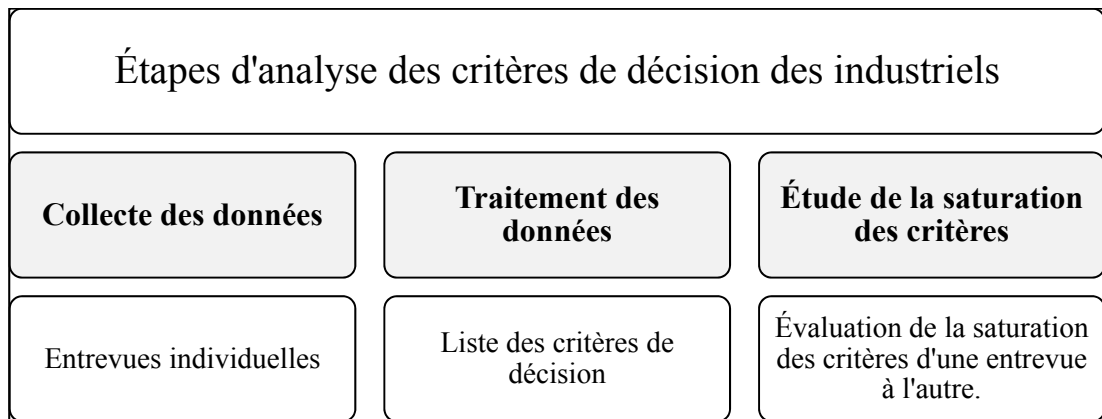 Étapes d'analyse des critères de décision des industriels
Collecte des données
Traitement des
données
Étude de la saturation
des critères
Entrevues individuelles
Liste des critères de
décision
Évaluation de la saturation
des critères d'une entrevue
à l'autre.